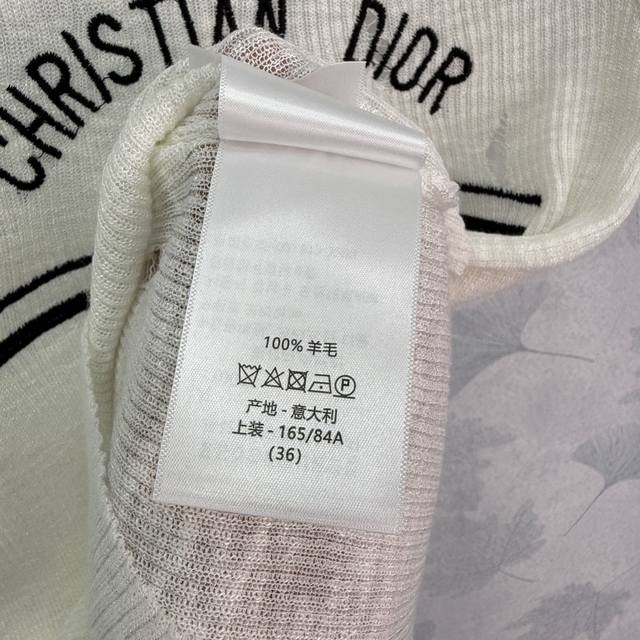 CHRISTIAN DIOR
100% 羊毛
产地 - 意大利
上装 - 165/84A
(36)